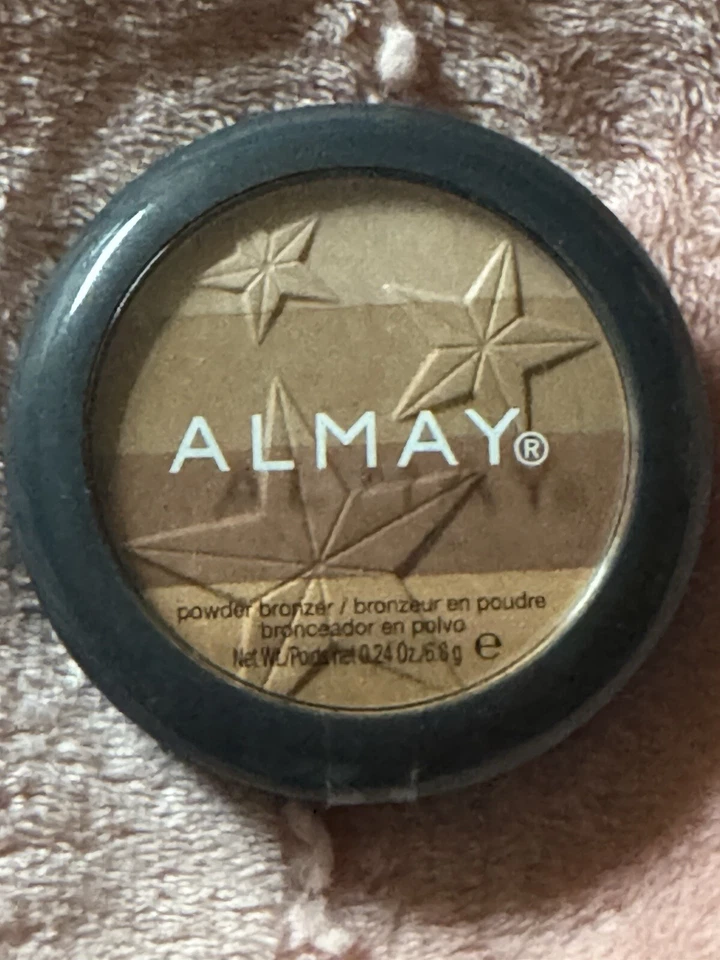 ALMAY®
powder bronzer / bronzeur en poudre
bronceador en polvo
Net Wt./Poids net 0.24 Oz./6.8 g e